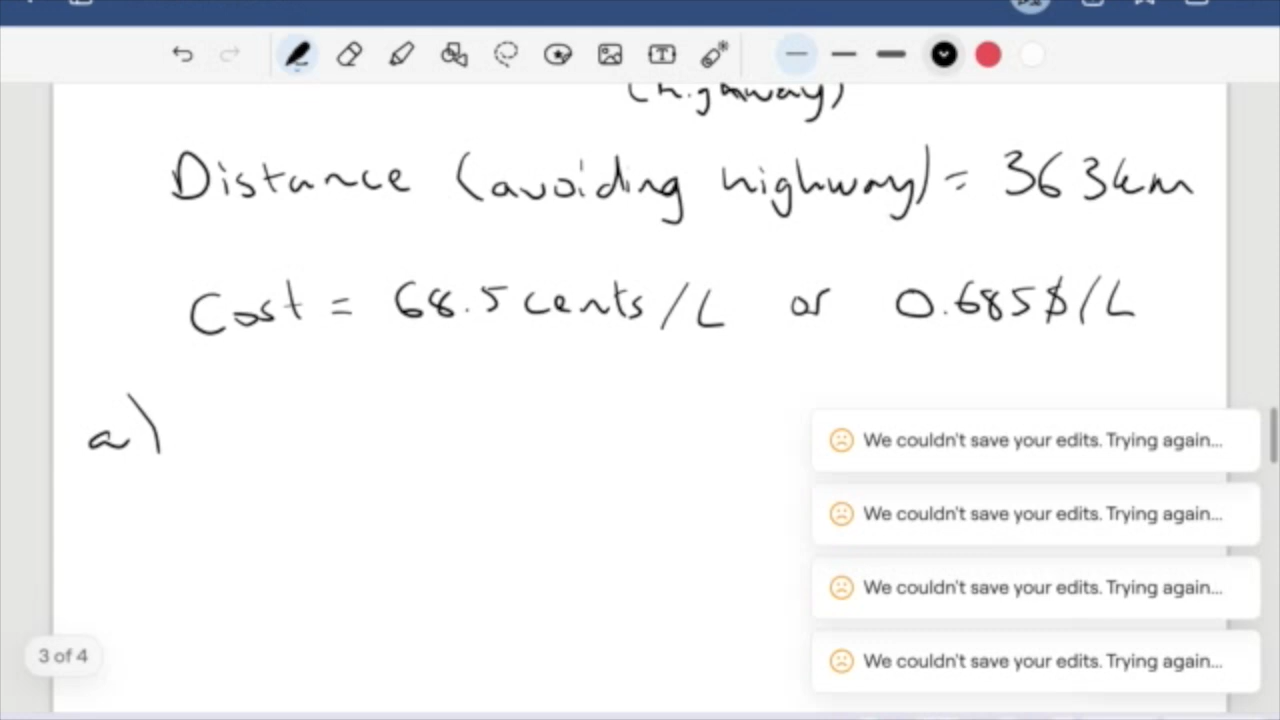 (highway)
Distance (avoiding highway) = 363km
Cost = 68.5 cents/L or 0.685$/L
a)
We couldn't save your edits. Trying again...
We couldn't save your edits. Trying again...
We couldn't save your edits. Trying again...
We couldn't save your edits. Trying again...
3 of 4